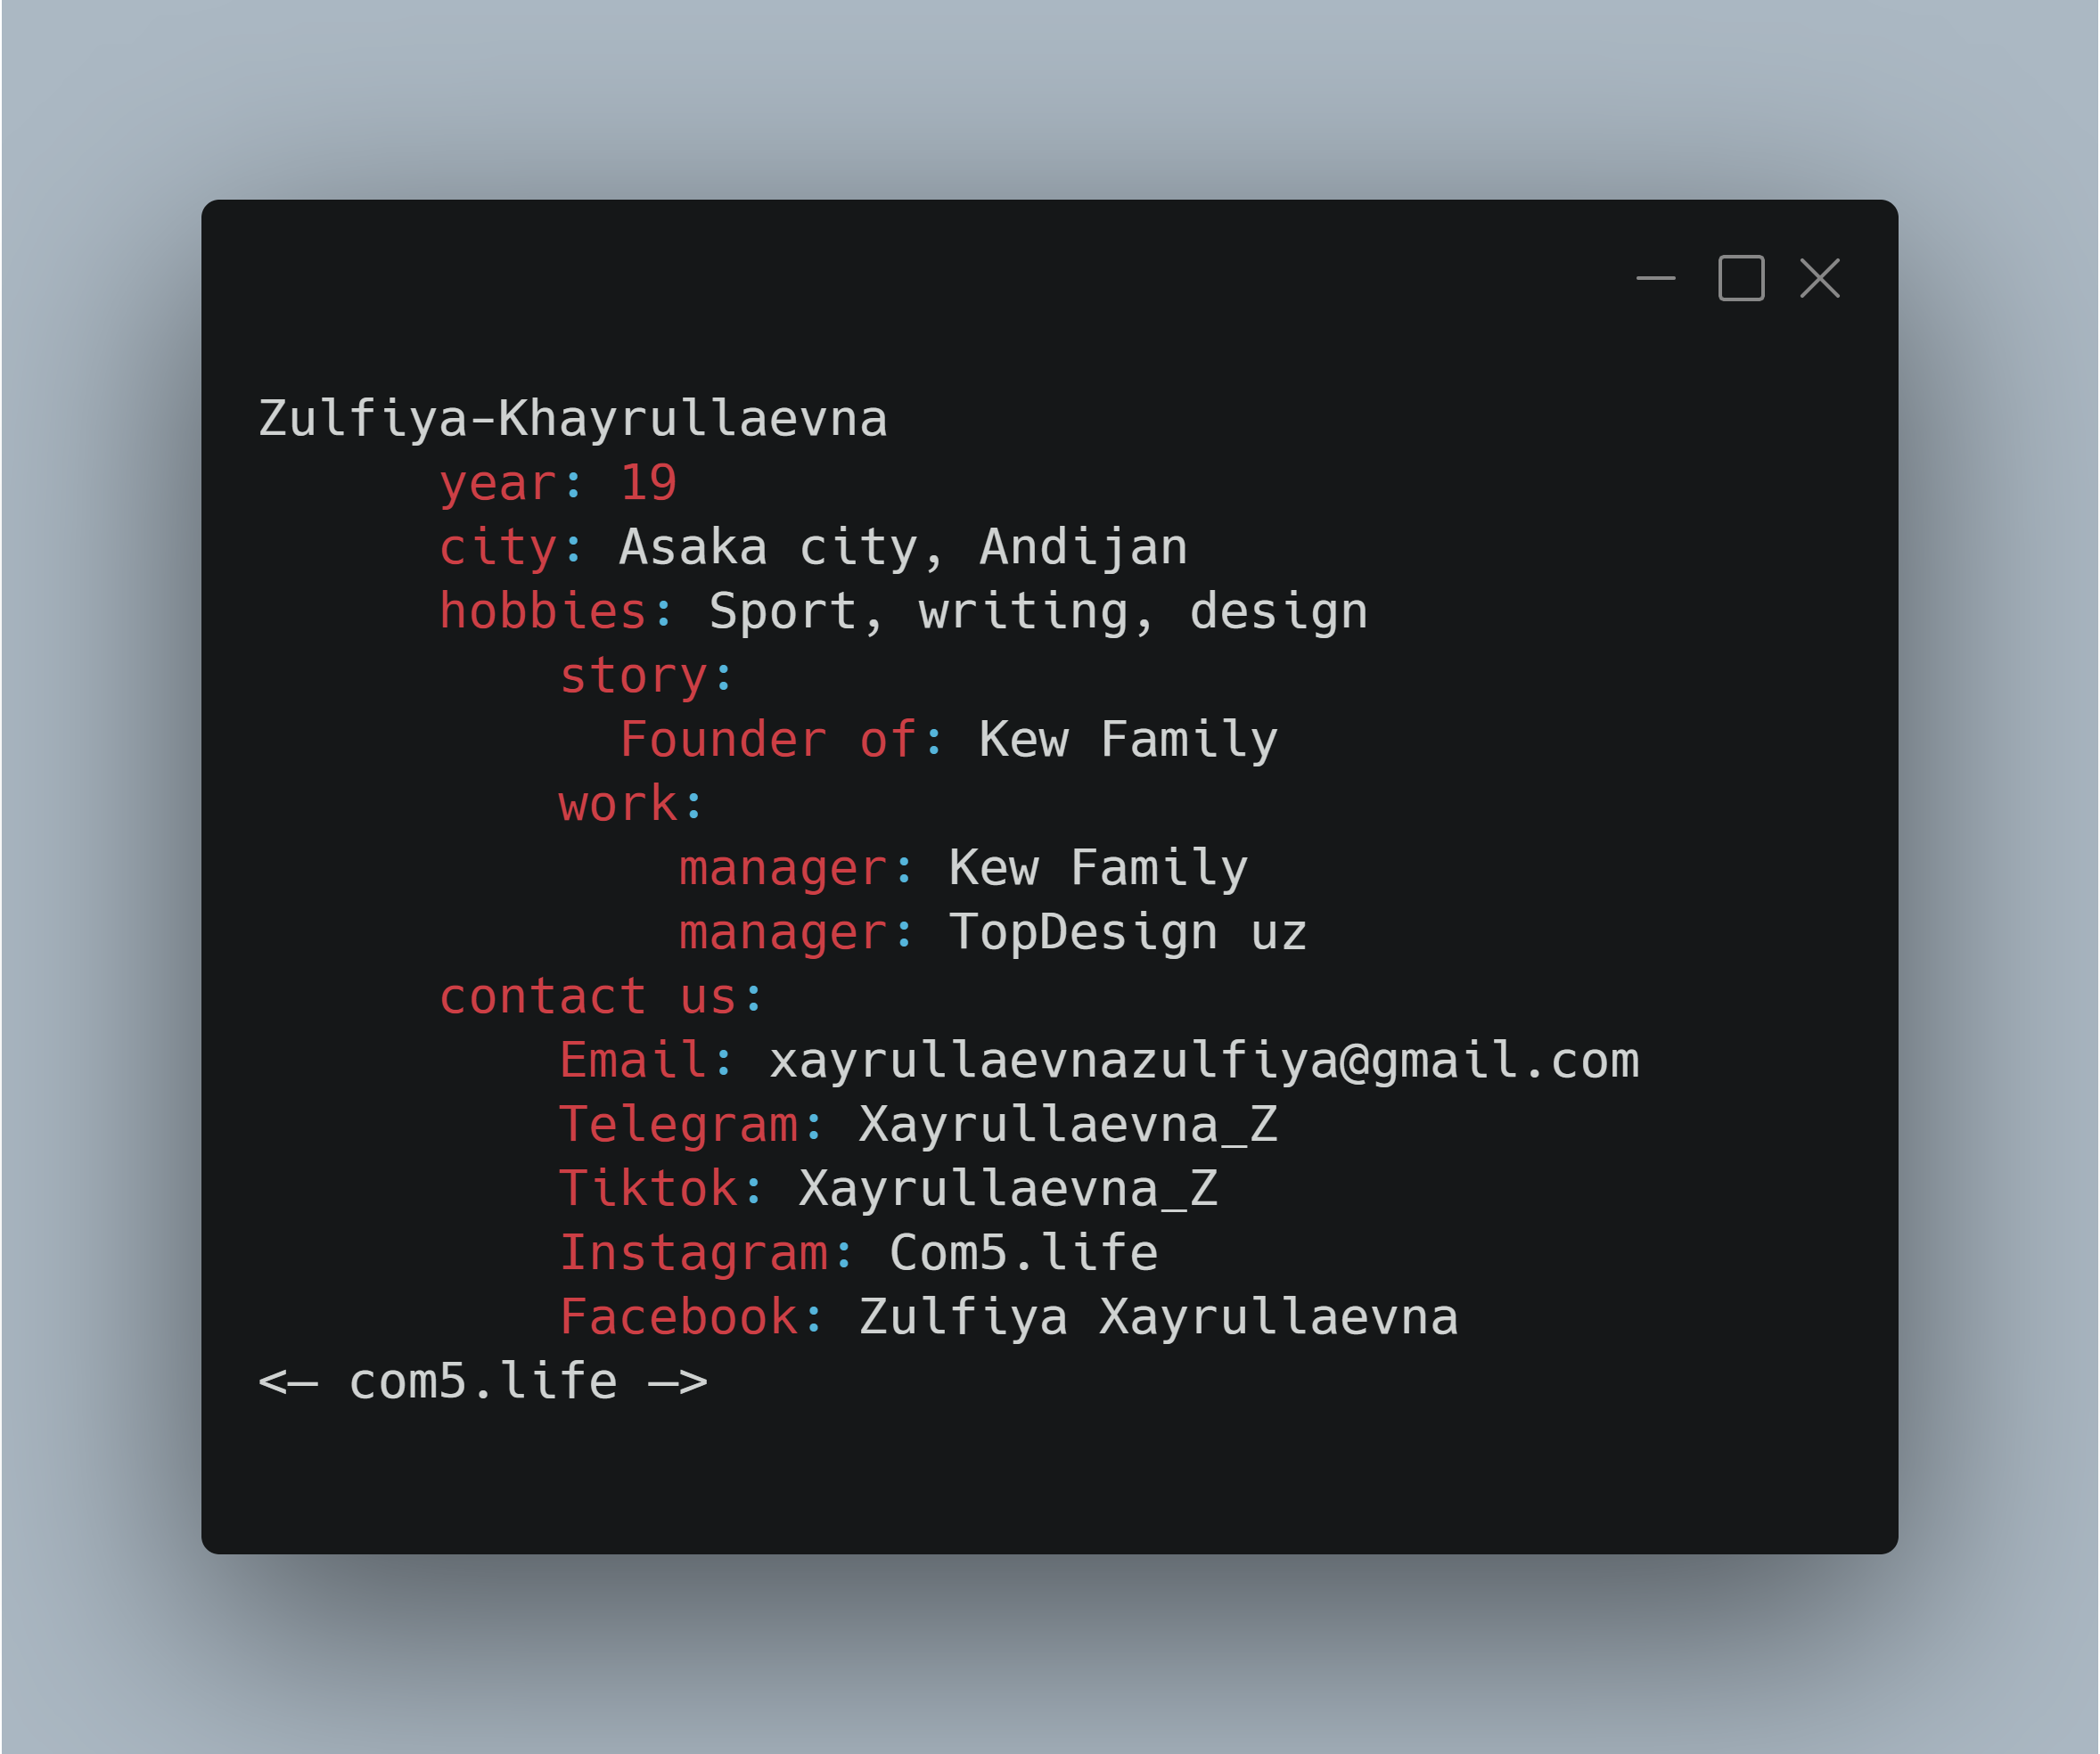 Zulfiya-Khayrullaevna
year: 19
city: Asaka city, Andijan
hobbies: Sport, writing, design
story:
Founder of: Kew Family
work:
manager: Kew Family
manager: TopDesign uz
contact us:
Email: xayrullaevnazulfiya@gmail.com
Telegram: Xayrullaevna_Z
Tiktok: Xayrullaevna_Z
Instagram: Com5.life
Facebook: Zulfiya Xayrullaevna
<— com5.life —>